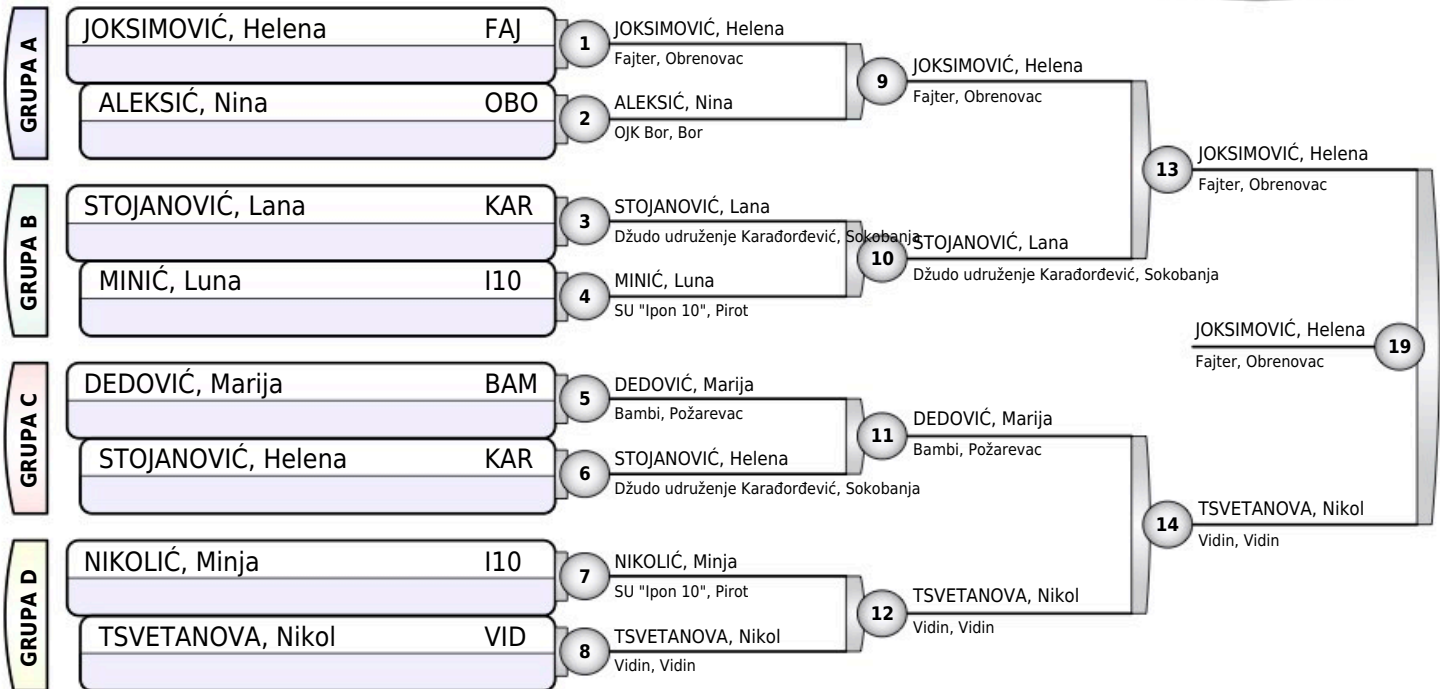 GRUPA A
JOKSIMOVIĆ, Helena FAJ
ALEKSIĆ, Nina OBO
GRUPA B
STOJANOVIĆ, Lana KAR
MINIĆ, Luna I10
GRUPA C
DEDOVIĆ, Marija BAM
STOJANOVIĆ, Helena KAR
GRUPA D
NIKOLIĆ, Minja I10
TSVETANOVA, Nikol VID
1 JOKSIMOVIĆ, Helena
Fajter, Obrenovac
2 ALEKSIĆ, Nina
OJK Bor, Bor
3 STOJANOVIĆ, Lana
Džudo udruženje Karađorđević, Sokobanja
4 MINIĆ, Luna
SU "Ipon 10", Pirot
5 DEDOVIĆ, Marija
Bambi, Požarevac
6 STOJANOVIĆ, Helena
Džudo udruženje Karađorđević, Sokobanja
7 NIKOLIĆ, Minja
SU "Ipon 10", Pirot
8 TSVETANOVA, Nikol
Vidin, Vidin
9 JOKSIMOVIĆ, Helena
Fajter, Obrenovac
10 STOJANOVIĆ, Lana
Džudo udruženje Karađorđević, Sokobanja
11 DEDOVIĆ, Marija
Bambi, Požarevac
12 TSVETANOVA, Nikol
Vidin, Vidin
13 JOKSIMOVIĆ, Helena
Fajter, Obrenovac
14 TSVETANOVA, Nikol
Vidin, Vidin
JOKSIMOVIĆ, Helena 19
Fajter, Obrenovac